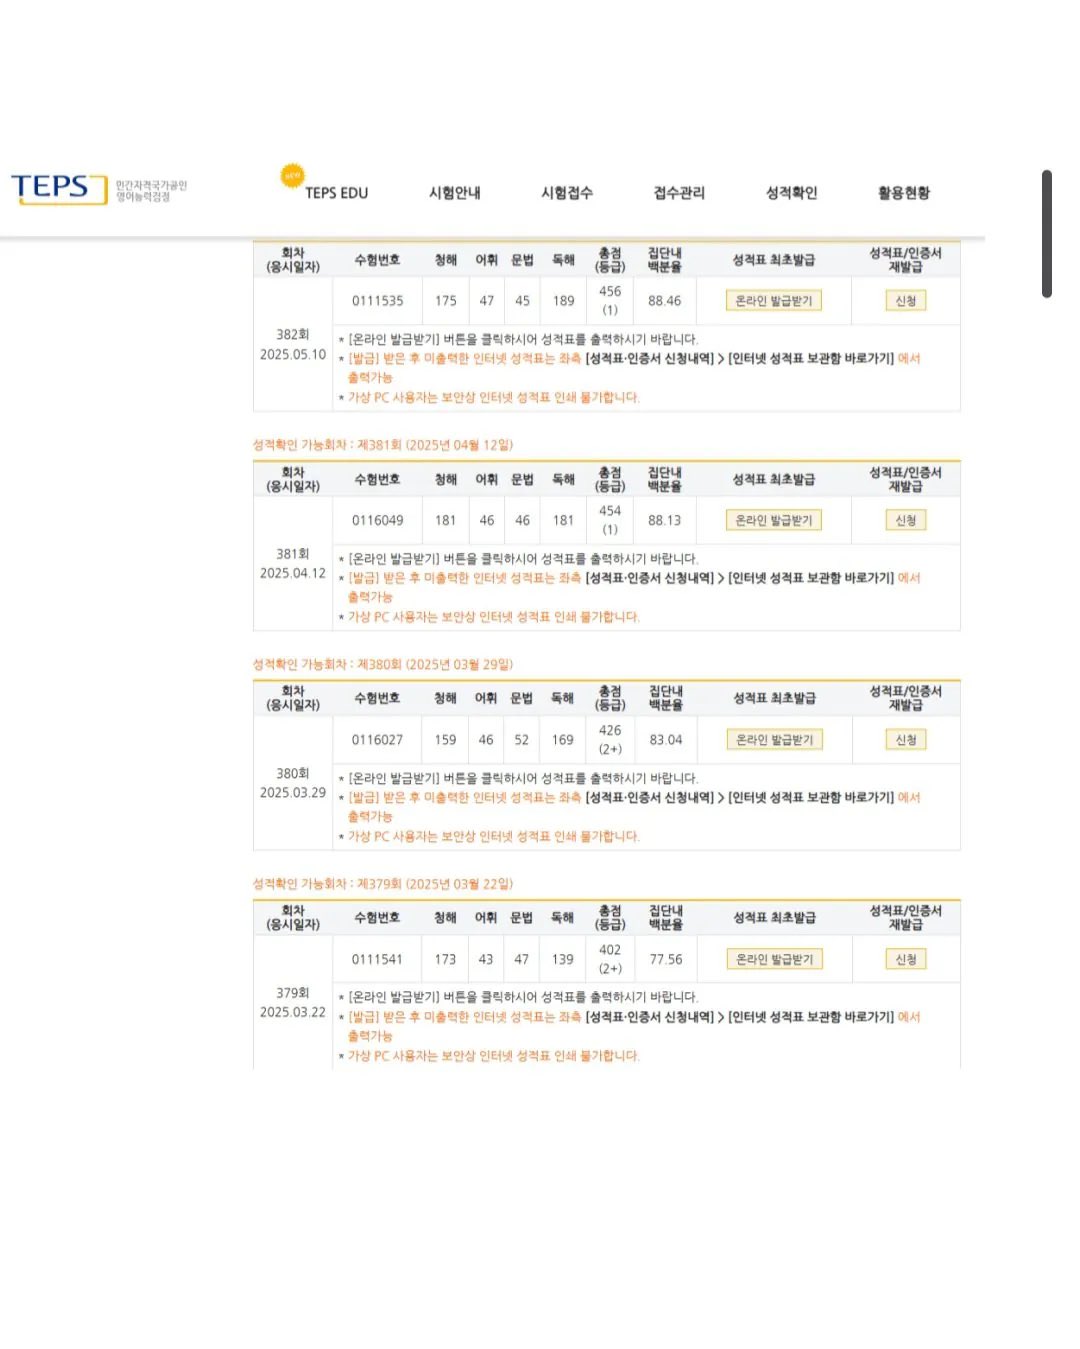 TEPS 민간자격국가공인
영어능력검정
NEW
TEPS EDU 시험안내 시험접수 접수관리 성적확인 활용현황
회차
(응시일자) 수험번호 청해 어휘 문법 독해 총점
(등급) 집단내
백분율 성적표 최초발급 성적표/인증서
재발급
382회
2025.05.10 0111535 175 47 45 189 456
(1) 88.46 온라인 발급받기 신청
* [온라인 발급받기] 버튼을 클릭하시어 성적표를 출력하시기 바랍니다.
* [발급] 받은 후 미출력한 인터넷 성적표는 좌측 [성적표·인증서 신청내역] > [인터넷 성적표 보관함 바로가기] 에서
출력가능
* 가상 PC 사용자는 보안상 인터넷 성적표 인쇄 불가합니다.
성적확인 가능회차 : 제381회 (2025년 04월 12일)
회차
(응시일자) 수험번호 청해 어휘 문법 독해 총점
(등급) 집단내
백분율 성적표 최초발급 성적표/인증서
재발급
381회
2025.04.12 0116049 181 46 46 181 454
(1) 88.13 온라인 발급받기 신청
* [온라인 발급받기] 버튼을 클릭하시어 성적표를 출력하시기 바랍니다.
* [발급] 받은 후 미출력한 인터넷 성적표는 좌측 [성적표·인증서 신청내역] > [인터넷 성적표 보관함 바로가기] 에서
출력가능
* 가상 PC 사용자는 보안상 인터넷 성적표 인쇄 불가합니다.
성적확인 가능회차 : 제380회 (2025년 03월 29일)
회차
(응시일자) 수험번호 청해 어휘 문법 독해 총점
(등급) 집단내
백분율 성적표 최초발급 성적표/인증서
재발급
380회
2025.03.29 0116027 159 46 52 169 426
(2+) 83.04 온라인 발급받기 신청
* [온라인 발급받기] 버튼을 클릭하시어 성적표를 출력하시기 바랍니다.
* [발급] 받은 후 미출력한 인터넷 성적표는 좌측 [성적표·인증서 신청내역] > [인터넷 성적표 보관함 바로가기] 에서
출력가능
* 가상 PC 사용자는 보안상 인터넷 성적표 인쇄 불가합니다.
성적확인 가능회차 : 제379회 (2025년 03월 22일)
회차
(응시일자) 수험번호 청해 어휘 문법 독해 총점
(등급) 집단내
백분율 성적표 최초발급 성적표/인증서
재발급
379회
2025.03.22 0111541 173 43 47 139 402
(2+) 77.56 온라인 발급받기 신청
* [온라인 발급받기] 버튼을 클릭하시어 성적표를 출력하시기 바랍니다.
* [발급] 받은 후 미출력한 인터넷 성적표는 좌측 [성적표·인증서 신청내역] > [인터넷 성적표 보관함 바로가기] 에서
출력가능
* 가상 PC 사용자는 보안상 인터넷 성적표 인쇄 불가합니다.